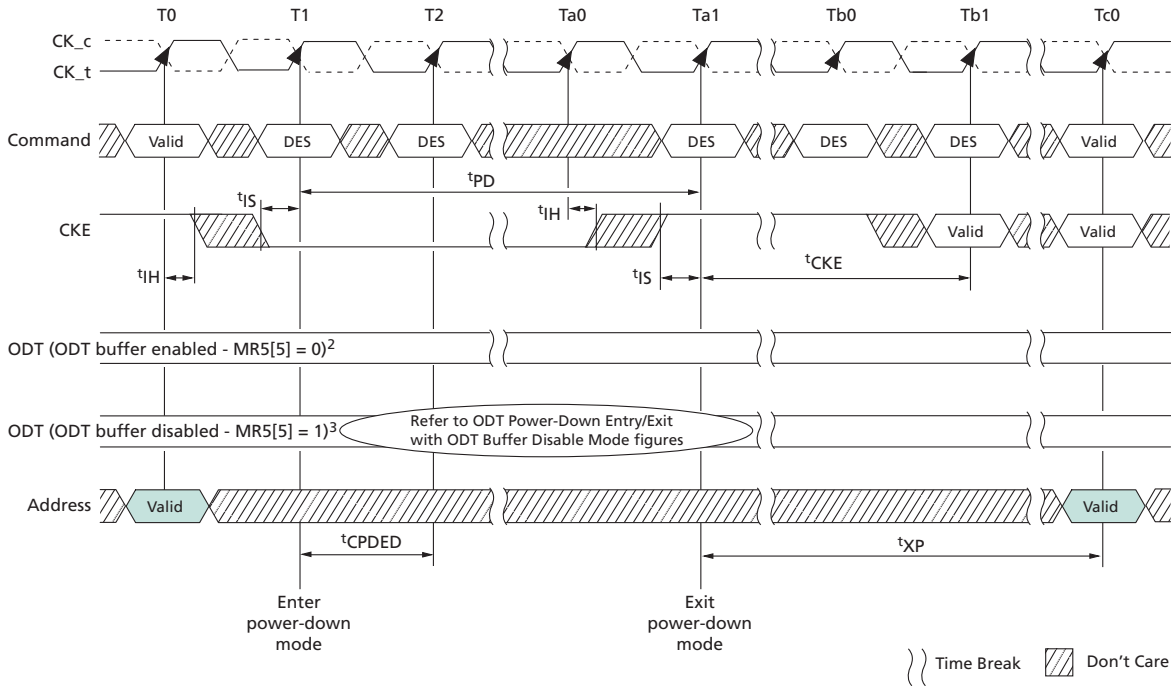 T0 T1 T2 Ta0 Ta1 Tb0 Tb1 Tc0
CK_c
CK_t
Command Valid DES DES DES DES DES Valid
tPD
tIS
tIH
CKE Valid Valid
tIH
tIS
tCKE
ODT (ODT buffer enabled - MR5[5] = 0)2
ODT (ODT buffer disabled - MR5[5] = 1)3
Refer to ODT Power-Down Entry/Exit
with ODT Buffer Disable Mode figures
Address Valid Valid
tCPDED
tXP
Enter
power-down
mode
Exit
power-down
mode
Time Break Don't Care